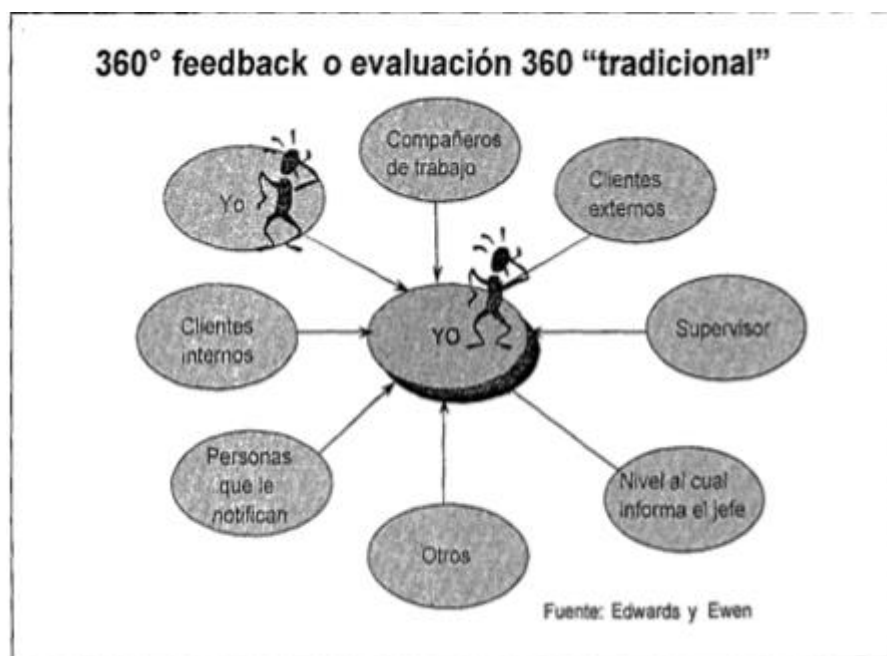 360° feedback o evaluación 360 “tradicional”
Compañeros
de trabajo
Yo
Clientes
externos
Clientes
internos
YO
Supervisor
Personas
que le
notifican
Nivel al cual
informa el jefe
Otros
Fuente: Edwards y Ewen